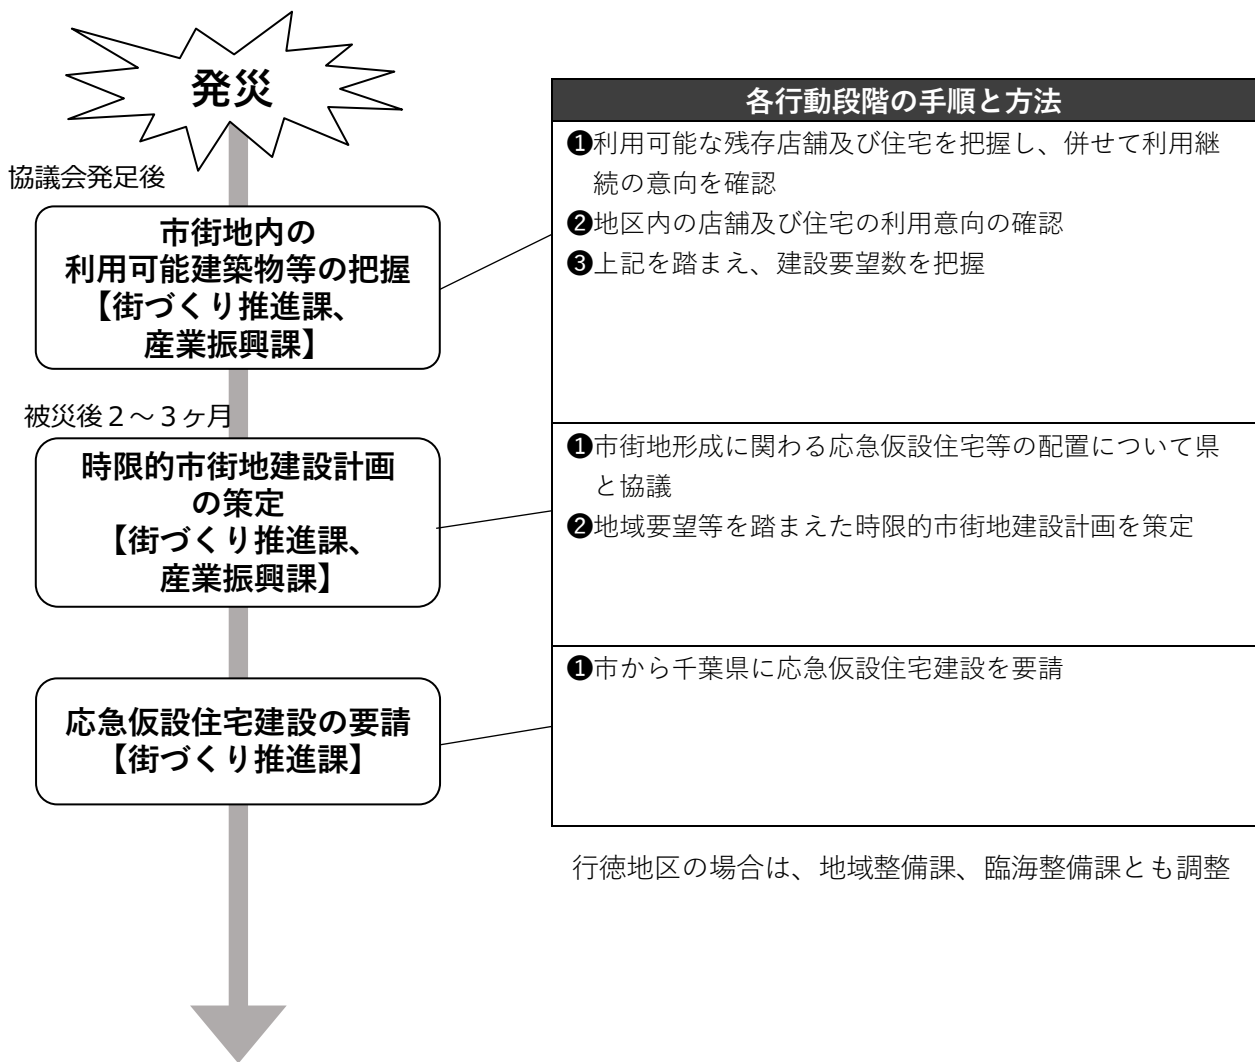 発災
協議会発足後
市街地内の
利用可能建築物等の把握
【街づくり推進課、
産業振興課】
被災後２～３ヶ月
時限的市街地建設計画
の策定
【街づくり推進課、
産業振興課】
応急仮設住宅建設の要請
【街づくり推進課】
各行動段階の手順と方法
❶利用可能な残存店舗及び住宅を把握し、併せて利用継
続の意向を確認
❷地区内の店舗及び住宅の利用意向の確認
❸上記を踏まえ、建設要望数を把握
❶市街地形成に関わる応急仮設住宅等の配置について県
と協議
❷地域要望等を踏まえた時限的市街地建設計画を策定
❶市から千葉県に応急仮設住宅建設を要請
行徳地区の場合は、地域整備課、臨海整備課とも調整